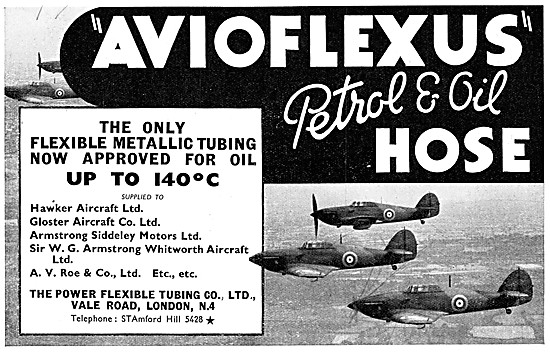 "AVIOFLEXUS"
Petrol & Oil
HOSE
THE ONLY
FLEXIBLE METALLIC TUBING
NOW APPROVED FOR OIL
UP TO 140°C
SUPPLIED TO
Hawker Aircraft Ltd.
Gloster Aircraft Co. Ltd.
Armstrong Siddeley Motors Ltd.
Sir W. G. Armstrong Whitworth Aircraft
Ltd.
A. V. Roe & Co., Ltd. Etc., etc.
THE POWER FLEXIBLE TUBING CO., LTD.,
VALE ROAD, LONDON, N.4
Telephone : STAmford Hill 5428 ★